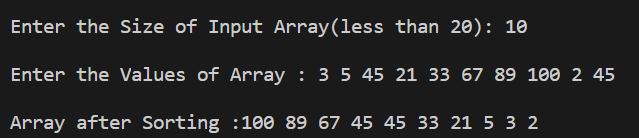 Enter the Size of Input Array(less than 20): 10
Enter the Values of Array : 3 5 45 21 33 67 89 100 2 45
Array after Sorting :100 89 67 45 45 33 21 5 3 2